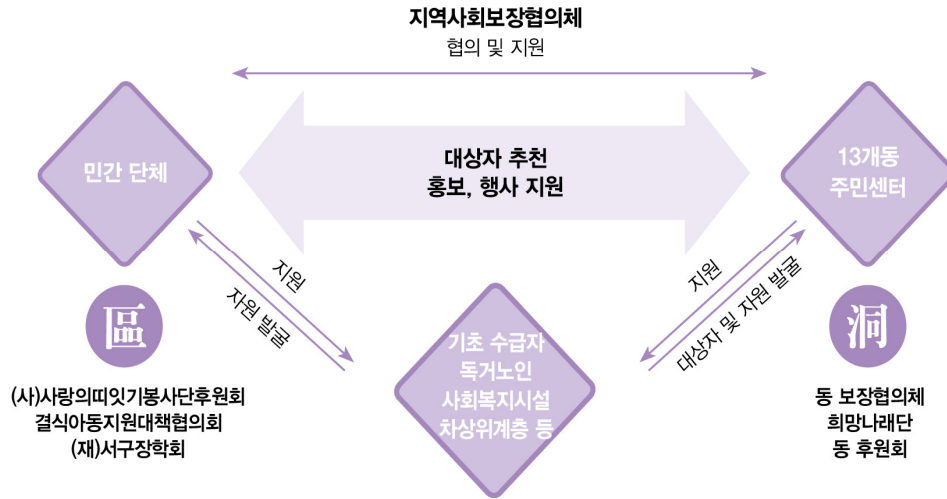 지역사회보장협의체
협의 및 지원
민간 단체
대상자 추천
홍보, 행사 지원
13개동
주민센터
지원
자원 발굴
지원
대상자 및 자원 발굴
區
기초 수급자
독거노인
사회복지시설
차상위계층 등
洞
(사)사랑의띠잇기봉사단후원회
결식아동지원대책협의회
(재)서구장학회
동 보장협의체
희망나래단
동 후원회